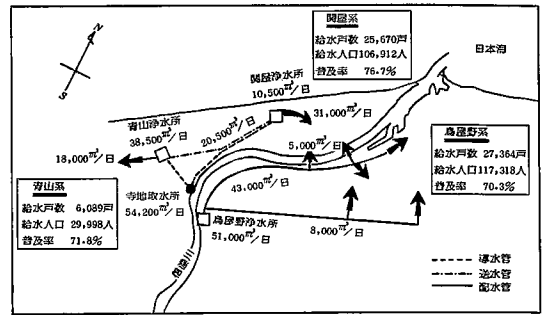 関屋系
給水戸数 25,670戸
給水人口 106,912人
普及率 76.7%
日本海
N
S
関屋浄水所
10,500㎥/日
青山浄水所
38,500㎥/日
20,500㎥/日
31,000㎥/日
18,000㎥/日
5,000㎥/日
鳥屋野系
給水戸数 27,364戸
給水人口 117,318人
普及率 70.3%
青山系
給水戸数 6,089戸
給水人口 29,998人
普及率 71.8%
寺地取水所
54,200㎥/日
43,000㎥/日
鳥屋野浄水所
51,000㎥/日
8,000㎥/日
信濃川
導水管
送水管
配水管